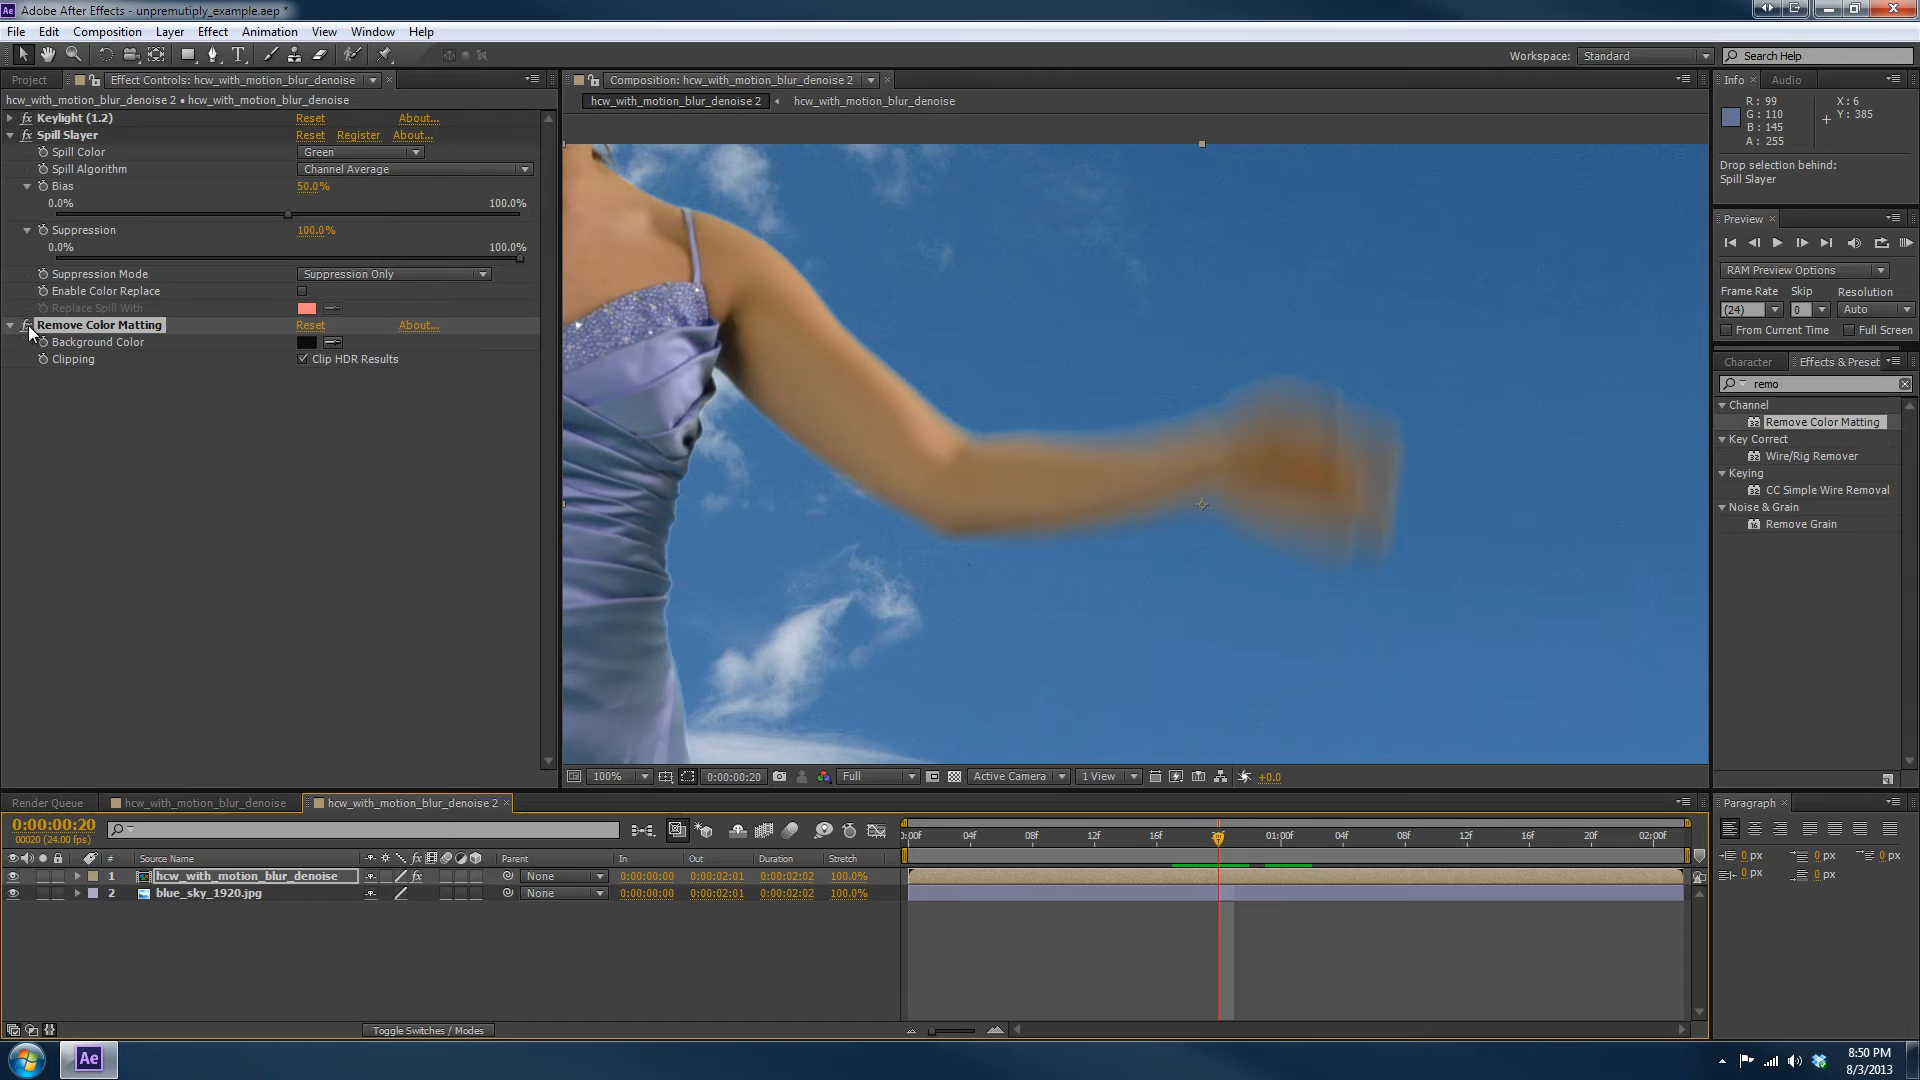 Ae Adobe After Effects - unpremutiply_example.aep *
File Edit Composition Layer Effect Animation View Window Help
Workspace: Standard Search Help
Project Effect Controls: hcw_with_motion_blur_denoise
hcw_with_motion_blur_denoise 2 • hcw_with_motion_blur_denoise
fx Keylight (1.2) Reset About...
fx Spill Slayer Reset Register About...
Spill Color Green
Spill Algorithm Channel Average
Bias 50.0%
0.0% 100.0%
Suppression 100.0%
0.0% 100.0%
Suppression Mode Suppression Only
Enable Color Replace
Replace Spill With
fx Remove Color Matting Reset About...
Background Color
Clipping Clip HDR Results
Composition: hcw_with_motion_blur_denoise 2
hcw_with_motion_blur_denoise 2 hcw_with_motion_blur_denoise
100% 0:00:00:20 Full Active Camera 1 View +0.0
Info Audio
R: 99 X: 6
G: 110 Y: 385
B: 145
A: 255
Drop selection behind:
Spill Slayer
Preview
RAM Preview Options
Frame Rate Skip Resolution
(24) 0 Auto
From Current Time Full Screen
Character Effects & Preset
remo
Channel
32 Remove Color Matting
Key Correct
32 Wire/Rig Remover
Keying
32 CC Simple Wire Removal
Noise & Grain
16 Remove Grain
Render Queue hcw_with_motion_blur_denoise hcw_with_motion_blur_denoise 2
0:00:00:20
00020 (24.00 fps)
0:00f 04f 08f 12f 16f 20f 01:00f 04f 08f 12f 16f 20f 02:00f
# Source Name fx Parent In Out Duration Stretch
1 hcw_with_motion_blur_denoise fx None 0:00:00:00 0:00:02:01 0:00:02:02 100.0%
2 blue_sky_1920.jpg None 0:00:00:00 0:00:02:01 0:00:02:02 100.0%
Toggle Switches / Modes
Paragraph
0 px 0 px 0 px
0 px 0 px
Ae
8:50 PM
8/3/2013